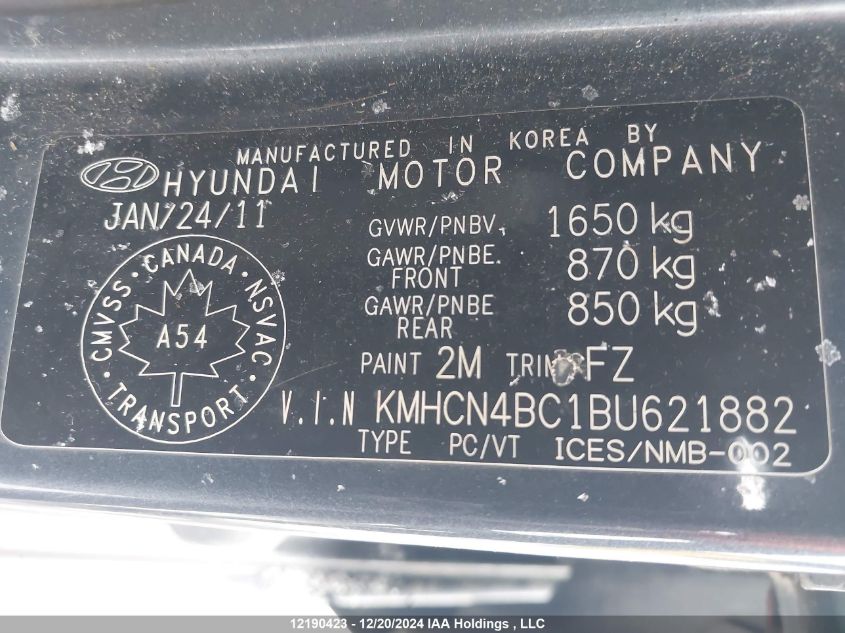 MANUFACTURED IN KOREA BY
HYUNDAI MOTOR COMPANY
JAN/24/11
GVWR/PNBV. 1650 kg
GAWR/PNBE. FRONT 870 kg
GAWR/PNBE REAR 850 kg
CMVSS · CANADA · NSVAC · TRANSPORT ·
A54
PAINT 2M TRIM FZ
V.I.N KMHCN4BC1BU621882
TYPE PC/VT ICES/NMB-002
12190423 - 12/20/2024 IAA Holdings , LLC